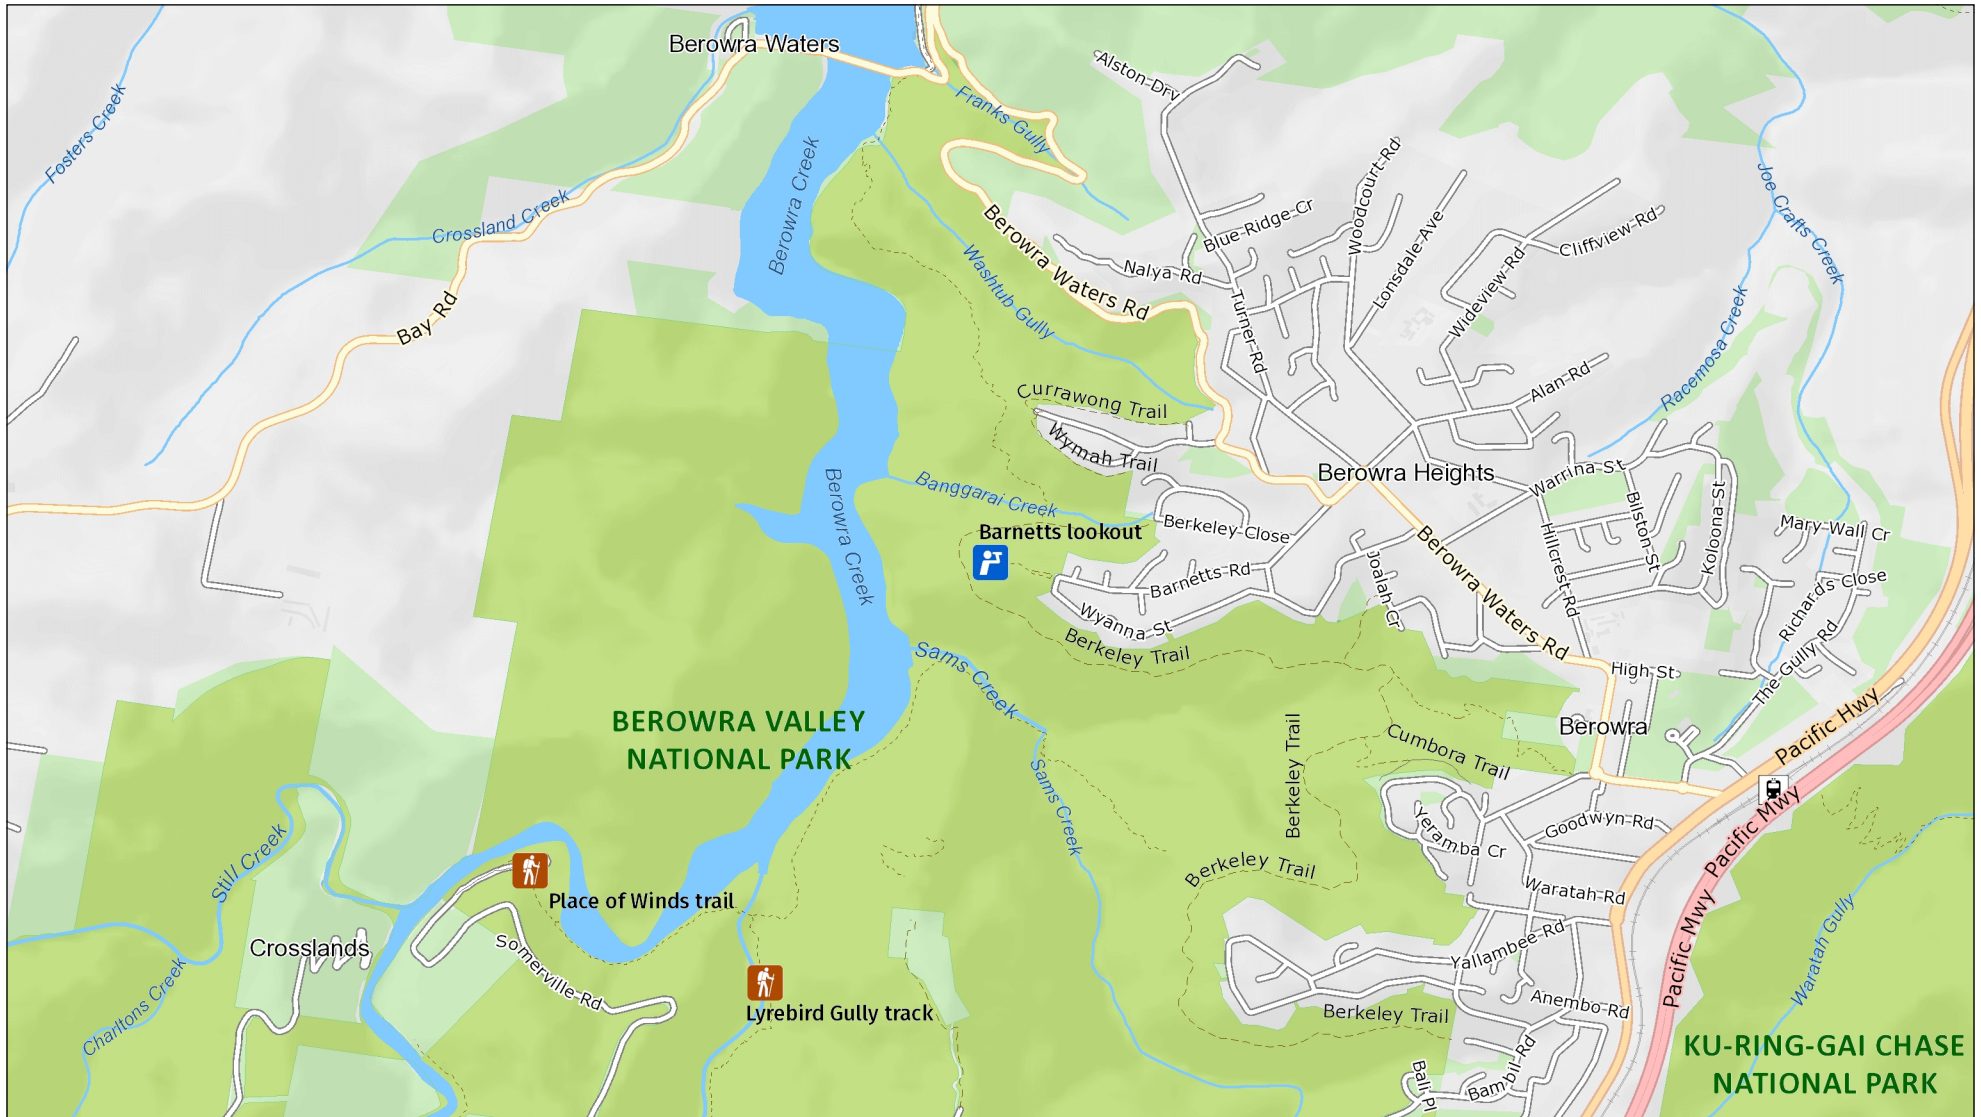 Berowra Waters
Alston Drv
Fosters Creek
Franks Gully
Berowra Creek
Woodcourt Rd
Joe Crafts Creek
Crossland Creek
Blue Ridge Cr
Lonsdale Ave
Cliffview Rd
Berowra Waters Rd
Nalya Rd
Wideview Rd
Washtub Gully
Bay Rd
Turner Rd
Racemosa Creek
Alan Rd
Currawong Trail
Wymah Trail
Berowra Heights
Warrina St
Banggarai Creek
Berowra Creek
Bilston St
Koloona St
Barnetts lookout
Berkeley Close
Mary Wall Cr
Hillcrest Rd
Berowra Waters Rd
Joalah Cr
Barnetts Rd
Richards Close
Wyanna St
Berkeley Trail
The Gully Rd
High St
Sams Creek
BEROWRA VALLEY
NATIONAL PARK
Berowra
Pacific Hwy
Berkeley Trail
Cumbora Trail
Sams Creek
Yeramba Cr
Goodwyn Rd
Pacific Mwy
Still Creek
Berkeley Trail
Waratah Rd
Place of Winds trail
Crosslands
Somerville Rd
Yallambee Rd
Pacific Mwy
Waratah Gully
Charltons Creek
Lyrebird Gully track
Berkeley Trail
Anembo Rd
KU-RING-GAI CHASE
NATIONAL PARK
Bambil Rd
Bali Pl